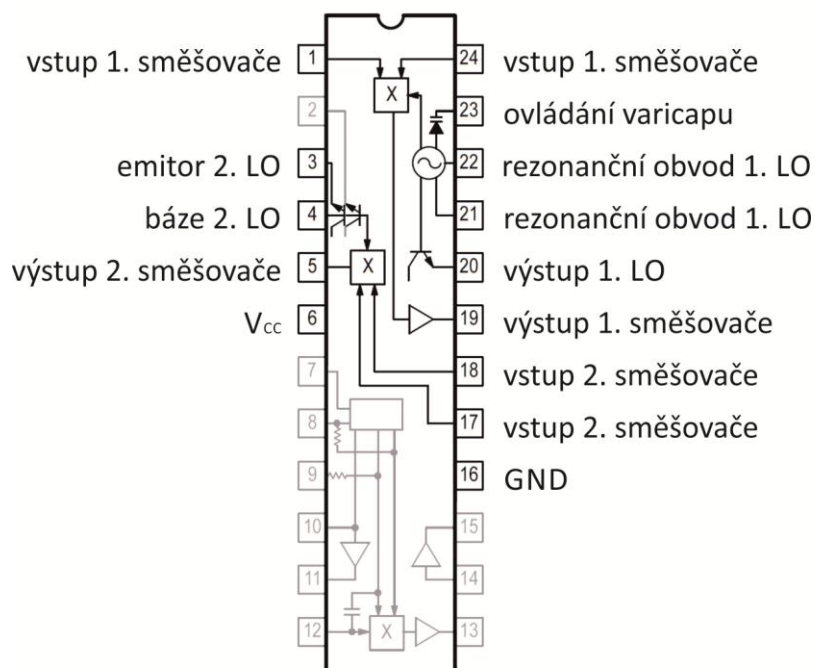 vstup 1. směšovače 1 X 24 vstup 1. směšovače
2 23 ovládání varicapu
emitor 2. LO 3 22 rezonanční obvod 1. LO
báze 2. LO 4 21 rezonanční obvod 1. LO
výstup 2. směšovače 5 X 20 výstup 1. LO
Vcc 6 19 výstup 1. směšovače
7 18 vstup 2. směšovače
8 17 vstup 2. směšovače
9 16 GND
10 15
11 14
12 X 13